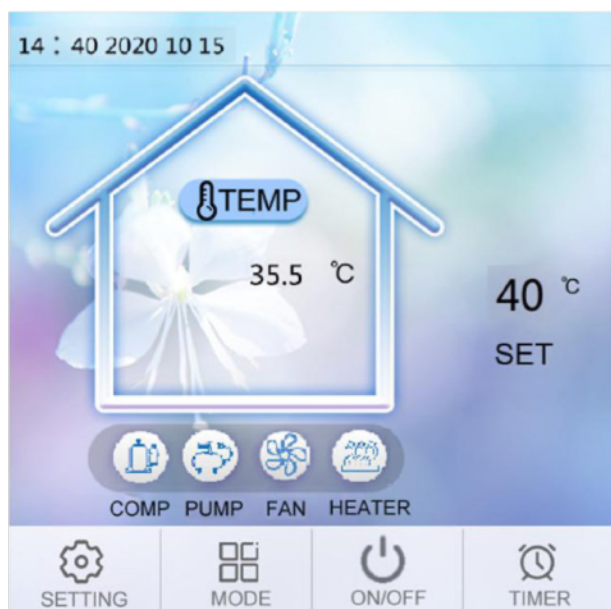 14 : 40 2020 10 15
TEMP
35.5 °C
40 °C
SET
COMP PUMP FAN HEATER
SETTING MODE ON/OFF TIMER